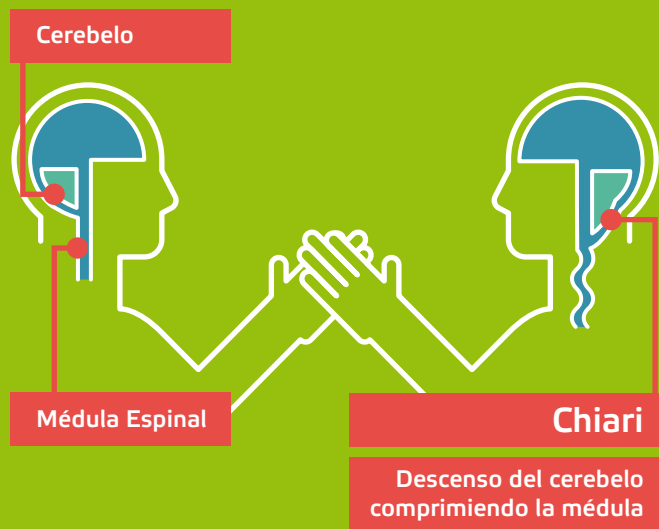 Cerebelo
Médula Espinal
Chiari
Descenso del cerebelo
comprimiendo la médula